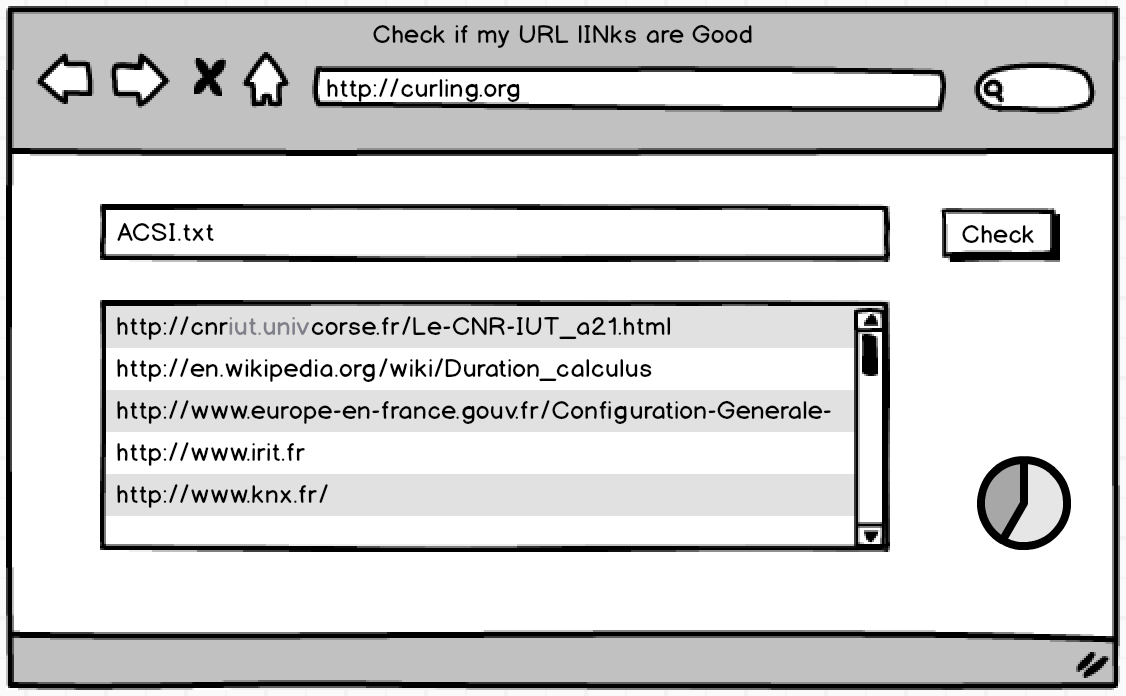 Check if my URL lINks are Good
http://curling.org
ACSI.txt
Check
http://cnriut.univcorse.fr/Le-CNR-IUT_a21.html
http://en.wikipedia.org/wiki/Duration_calculus
http://www.europe-en-france.gouv.fr/Configuration-Generale-
http://www.irit.fr
http://www.knx.fr/